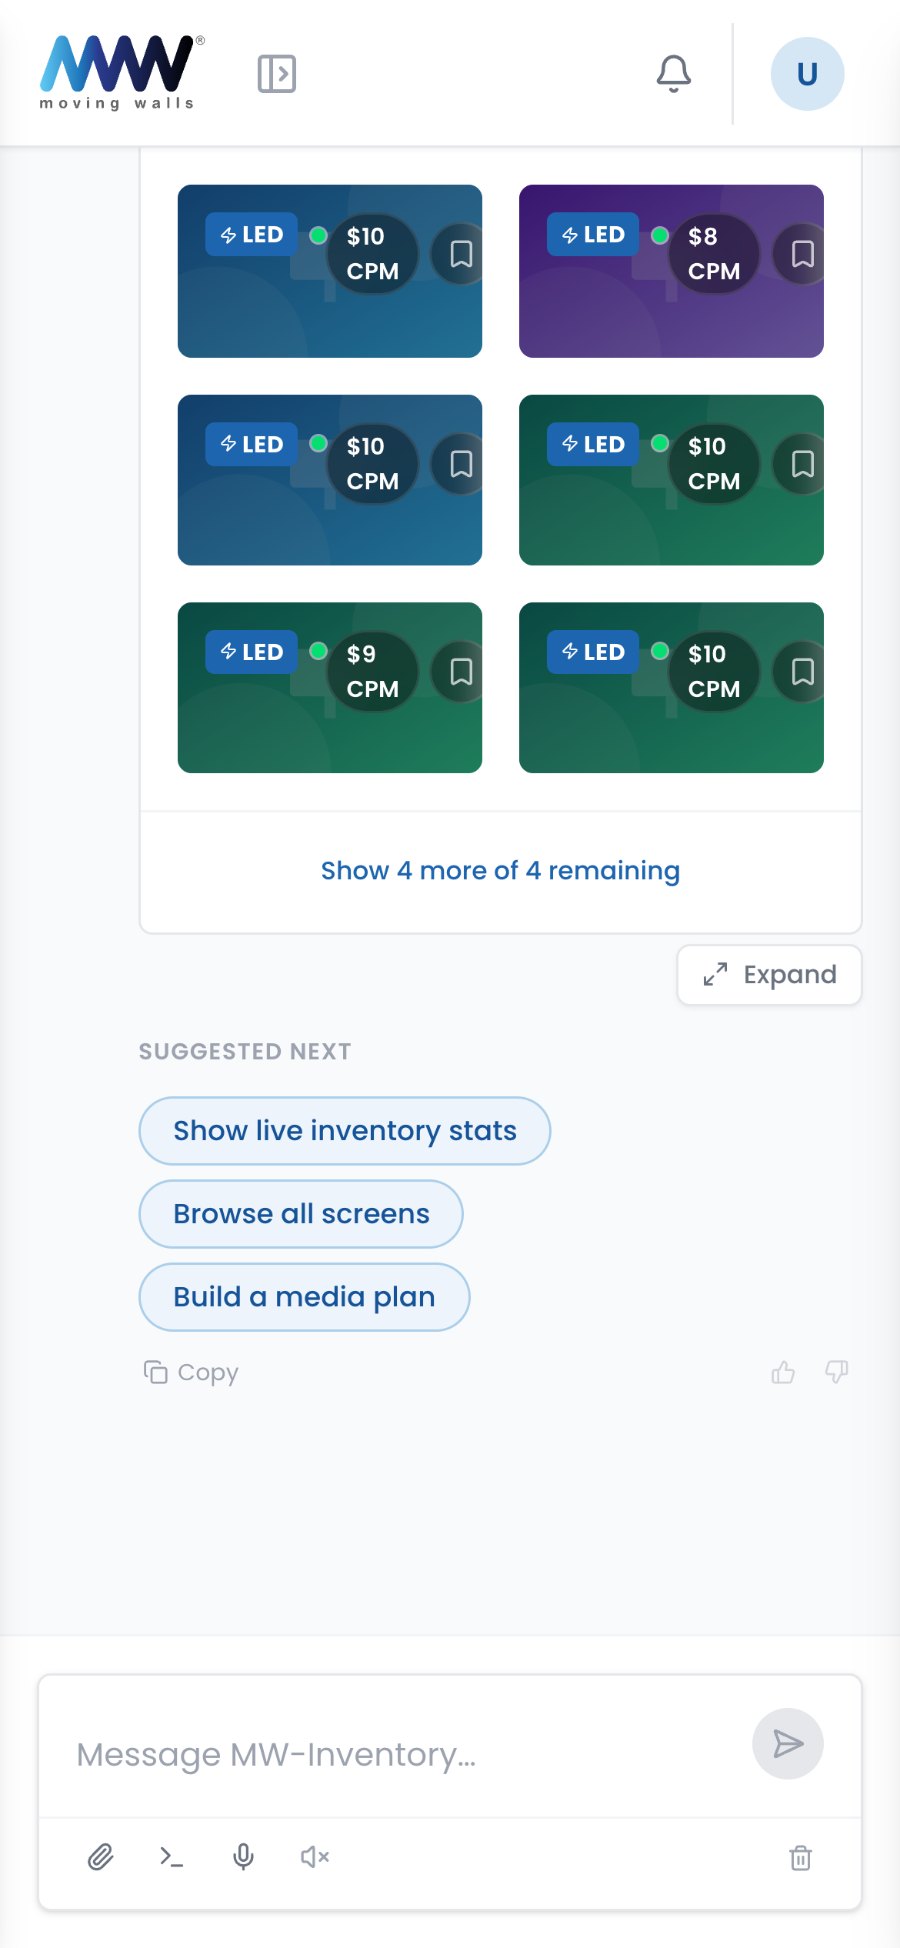 MW®
moving walls
U
LED
$10
CPM
LED
$8
CPM
LED
$10
CPM
LED
$10
CPM
LED
$9
CPM
LED
$10
CPM
Show 4 more of 4 remaining
Expand
SUGGESTED NEXT
Show live inventory stats
Browse all screens
Build a media plan
Copy
Message MW-Inventory...